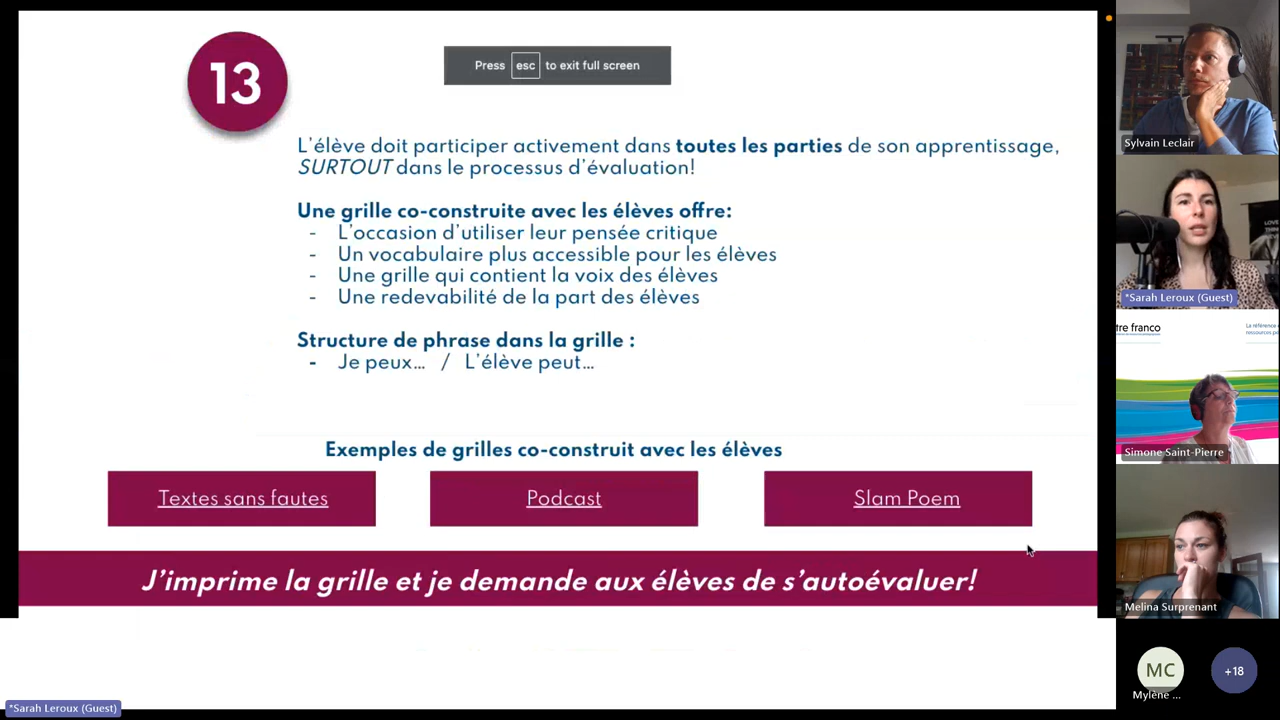 13
Press esc to exit full screen
L'élève doit participer activement dans toutes les parties de son apprentissage,
SURTOUT dans le processus d'évaluation!
Une grille co-construite avec les élèves offre:
- L'occasion d'utiliser leur pensée critique
- Un vocabulaire plus accessible pour les élèves
- Une grille qui contient la voix des élèves
- Une redevabilité de la part des élèves
Structure de phrase dans la grille :
- Je peux… / L'élève peut…
Exemples de grilles co-construit avec les élèves
Textes sans fautes
Podcast
Slam Poem
J'imprime la grille et je demande aux élèves de s'autoévaluer!
*Sarah Leroux (Guest)
Sylvain Leclair
*Sarah Leroux (Guest)
tre franco
La référence
ressources
Simone Saint-Pierre
Melina Surprenant
MC
Mylène ...
+18